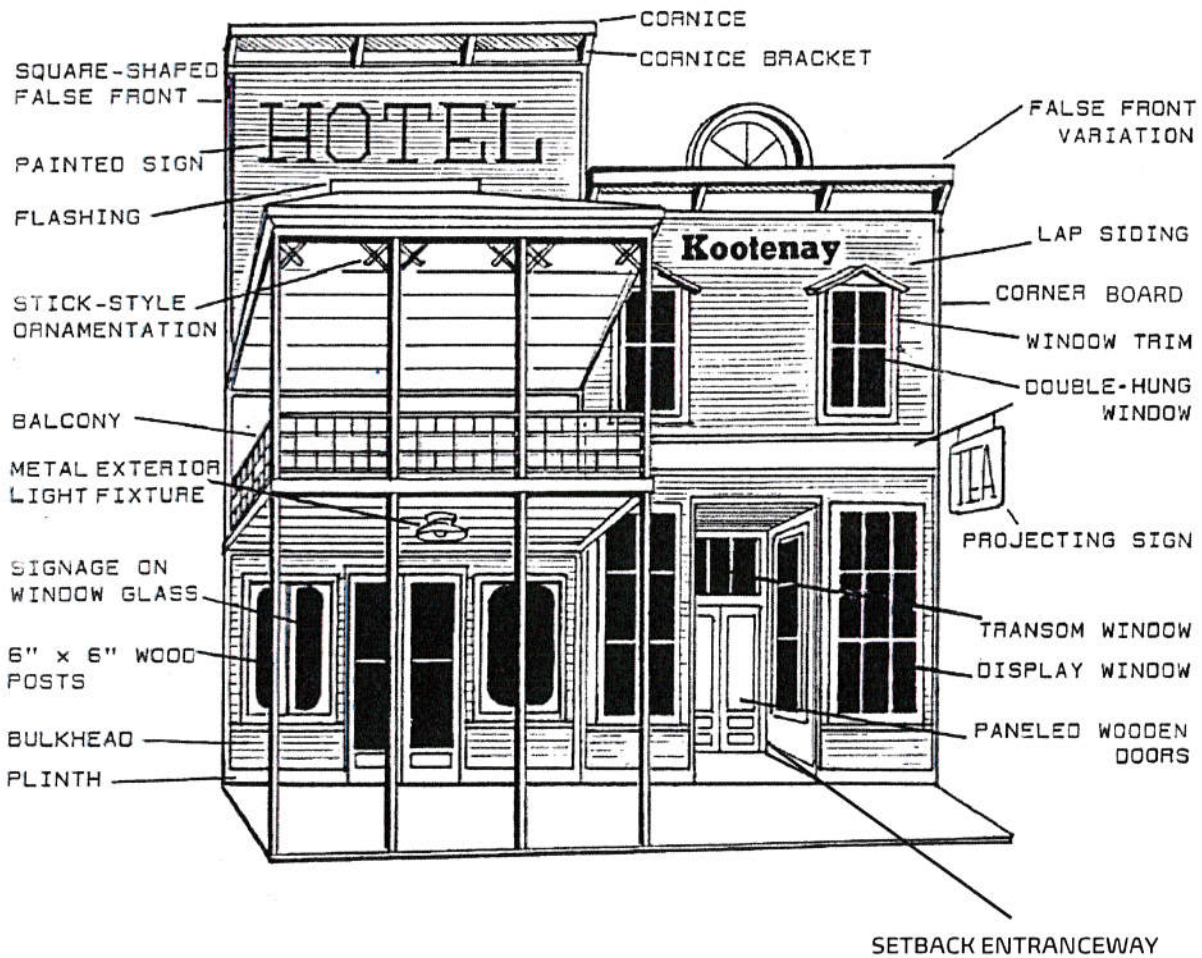 CORNICE
CORNICE BRACKET
SQUARE-SHAPED
FALSE FRONT
HOTEL
PAINTED SIGN
FLASHING
FALSE FRONT
VARIATION
Kootenay
LAP SIDING
STICK-STYLE
ORNAMENTATION
CORNER BOARD
WINDOW TRIM
DOUBLE-HUNG
WINDOW
BALCONY
METAL EXTERIOR
LIGHT FIXTURE
TEA
PROJECTING SIGN
SIGNAGE ON
WINDOW GLASS
6" x 6" WOOD
POSTS
TRANSOM WINDOW
DISPLAY WINDOW
BULKHEAD
PANELED WOODEN
DOORS
PLINTH
SETBACK ENTRANCEWAY